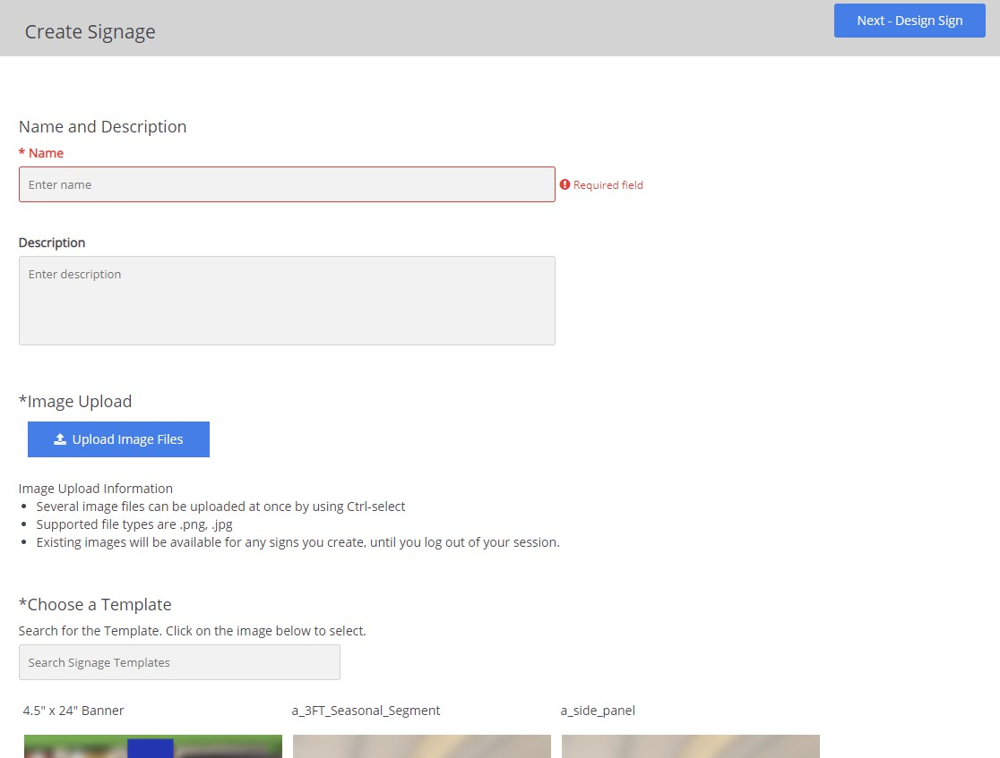 Create Signage
Next - Design Sign
Name and Description
* Name
Enter name
Required field
Description
Enter description
*Image Upload
Upload Image Files
Image Upload Information
• Several image files can be uploaded at once by using Ctrl-select
• Supported file types are .png, .jpg
• Existing images will be available for any signs you create, until you log out of your session.
*Choose a Template
Search for the Template. Click on the image below to select.
Search Signage Templates
4.5" x 24" Banner
a_3FT_Seasonal_Segment
a_side_panel